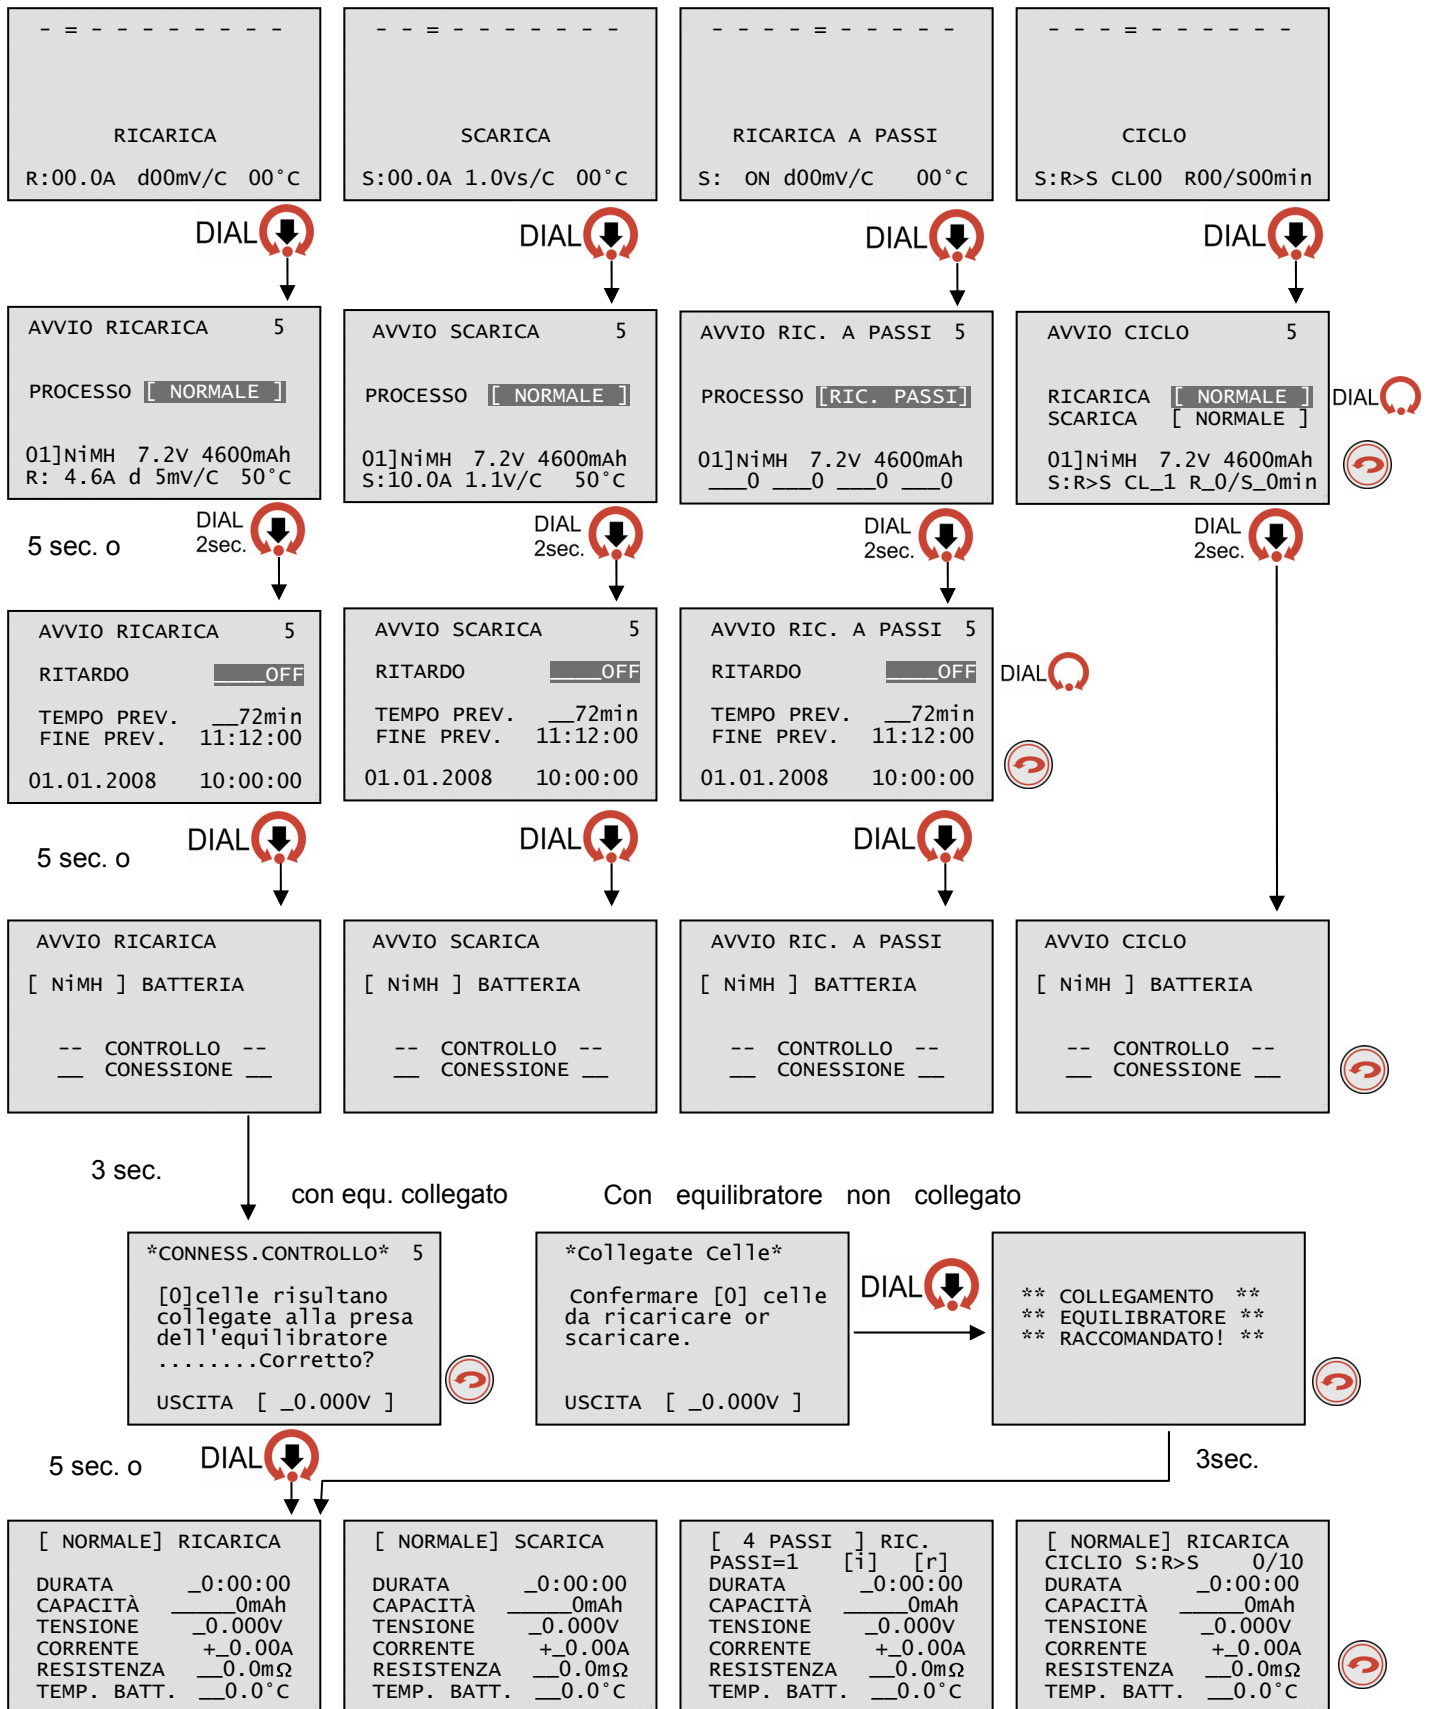 - = - - - - - - - -
RICARICA
R:00.0A d00mV/C 00°C
- - = - - - - - - -
SCARICA
S:00.0A 1.0Vs/C 00°C
- - - - = - - - - -
RICARICA A PASSI
S: ON d00mV/C 00°C
- - - = - - - - - -
CICLO
S:R>S CL00 R00/S00min
DIAL
DIAL
DIAL
DIAL
AVVIO RICARICA 5
PROCESSO [ NORMALE ]
01]NiMH 7.2V 4600mAh
R: 4.6A d 5mV/C 50°C
AVVIO SCARICA 5
PROCESSO [ NORMALE ]
01]NiMH 7.2V 4600mAh
S:10.0A 1.1V/C 50°C
AVVIO RIC. A PASSI 5
PROCESSO [RIC. PASSI]
01]NiMH 7.2V 4600mAh
___0 ___0 ___0 ___0
AVVIO CICLO 5
RICARICA [ NORMALE ]
SCARICA [ NORMALE ]
01]NiMH 7.2V 4600mAh
S:R>S CL_1 R_0/S_0min
DIAL
5 sec. o
DIAL
2sec.
DIAL
2sec.
DIAL
2sec.
DIAL
2sec.
AVVIO RICARICA 5
RITARDO ____OFF
TEMPO PREV. __72min
FINE PREV. 11:12:00
01.01.2008 10:00:00
AVVIO SCARICA 5
RITARDO ____OFF
TEMPO PREV. __72min
FINE PREV. 11:12:00
01.01.2008 10:00:00
AVVIO RIC. A PASSI 5
RITARDO ____OFF
TEMPO PREV. __72min
FINE PREV. 11:12:00
01.01.2008 10:00:00
DIAL
5 sec. o
DIAL
DIAL
DIAL
AVVIO RICARICA
[ NiMH ] BATTERIA
-- CONTROLLO --
__ CONESSIONE __
AVVIO SCARICA
[ NiMH ] BATTERIA
-- CONTROLLO --
__ CONESSIONE __
AVVIO RIC. A PASSI
[ NiMH ] BATTERIA
-- CONTROLLO --
__ CONESSIONE __
AVVIO CICLO
[ NiMH ] BATTERIA
-- CONTROLLO --
__ CONESSIONE __
3 sec.
con equ. collegato
Con equilibratore non collegato
*CONNESS.CONTROLLO* 5
[0]celle risultano
collegate alla presa
dell'equilibratore
........Corretto?
USCITA [ _0.000V ]
*Collegate Celle*
Confermare [0] celle
da ricaricare or
scaricare.
USCITA [ _0.000V ]
DIAL
** COLLEGAMENTO **
** EQUILIBRATORE **
** RACCOMANDATO! **
5 sec. o
DIAL
3sec.
[ NORMALE] RICARICA
DURATA _0:00:00
CAPACITÀ _____0mAh
TENSIONE _0.000V
CORRENTE +_0.00A
RESISTENZA __0.0mΩ
TEMP. BATT. __0.0°C
[ NORMALE] SCARICA
DURATA _0:00:00
CAPACITÀ _____0mAh
TENSIONE _0.000V
CORRENTE +_0.00A
RESISTENZA __0.0mΩ
TEMP. BATT. __0.0°C
[ 4 PASSI ] RIC.
PASSI=1 [i] [r]
DURATA _0:00:00
CAPACITÀ _____0mAh
TENSIONE _0.000V
CORRENTE +_0.00A
RESISTENZA __0.0mΩ
TEMP. BATT. __0.0°C
[ NORMALE] RICARICA
CICLIO S:R>S 0/10
DURATA _0:00:00
CAPACITÀ _____0mAh
TENSIONE _0.000V
CORRENTE +_0.00A
RESISTENZA __0.0mΩ
TEMP. BATT. __0.0°C